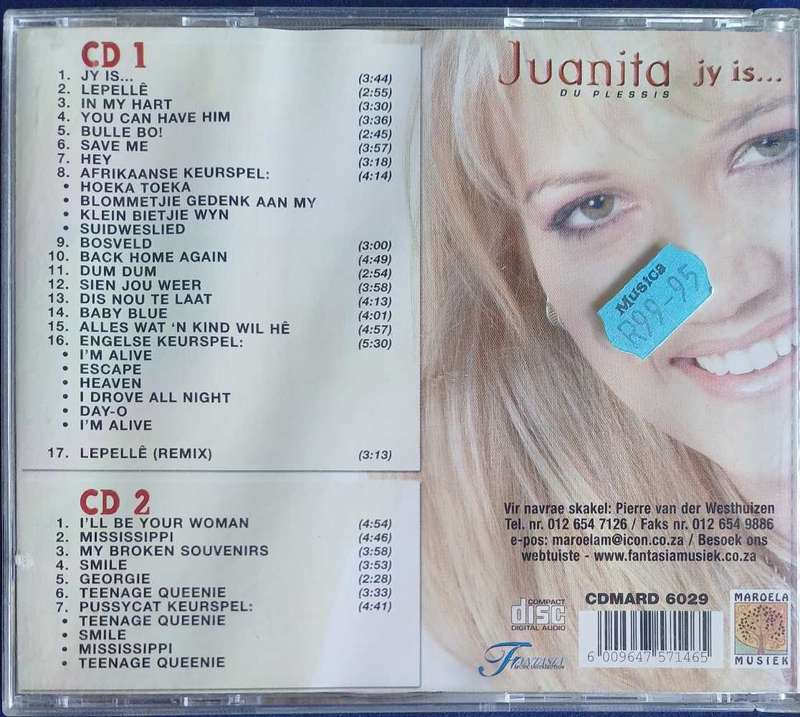 CD 1
1. JY IS... (3:44)
2. LEPELLÊ (2:55)
3. IN MY HART (3:30)
4. YOU CAN HAVE HIM (3:36)
5. BULLE BO! (2:45)
6. SAVE ME (3:57)
7. HEY (3:18)
8. AFRIKAANSE KEURSPEL: (4:14)
• HOEKA TOEKA
• BLOMMETJIE GEDENK AAN MY
• KLEIN BIETJIE WYN
• SUIDWESLIED
9. BOSVELD (3:00)
10. BACK HOME AGAIN (4:49)
11. DUM DUM (2:54)
12. SIEN JOU WEER (3:58)
13. DIS NOU TE LAAT (4:13)
14. BABY BLUE (4:01)
15. ALLES WAT 'N KIND WIL HÊ (4:57)
16. ENGELSE KEURSPEL: (5:30)
• I'M ALIVE
• ESCAPE
• HEAVEN
• I DROVE ALL NIGHT
• DAY-O
• I'M ALIVE
17. LEPELLÊ (REMIX) (3:13)
CD 2
1. I'LL BE YOUR WOMAN (4:54)
2. MISSISSIPPI (4:46)
3. MY BROKEN SOUVENIRS (3:58)
4. SMILE (3:53)
5. GEORGIE (2:28)
6. TEENAGE QUEENIE (3:33)
7. PUSSYCAT KEURSPEL: (4:41)
• TEENAGE QUEENIE
• SMILE
• MISSISSIPPI
• TEENAGE QUEENIE
Juanita jy is...
DU PLESSIS
Musica
R99-95
Vir navrae skakel: Pierre van der Westhuizen
Tel. nr. 012 654 7126 / Faks nr. 012 654 9886
e-pos: maroelam@icon.co.za / Besoek ons
webtuiste - www.fantasiamusiek.co.za
COMPACT
disc
DIGITAL AUDIO
CDMARD 6029
6 009647 571465
MAROELA
MUSIEK
FANTASIA